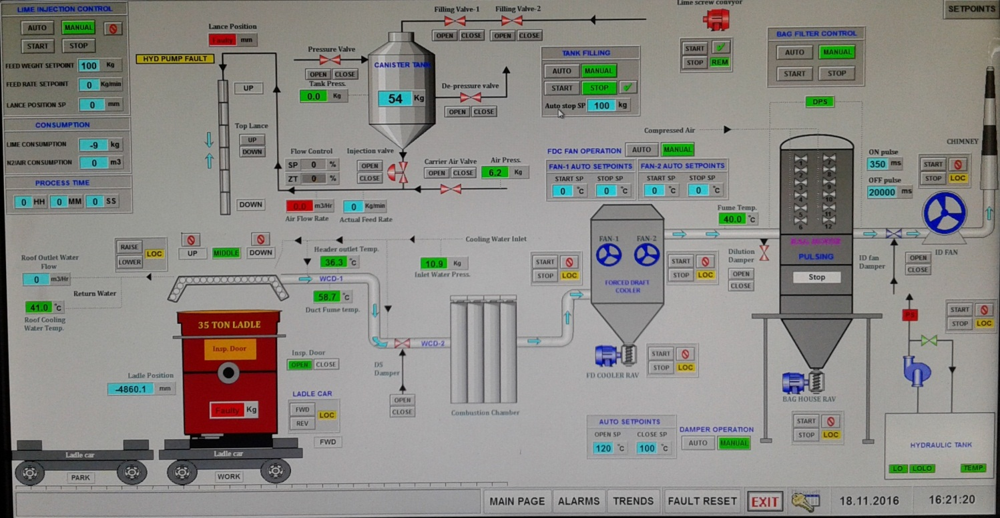 LIME INJECTION CONTROL
AUTO MANUAL
START STOP
FEED WEGHT SETPOINT 100 Kg
FEED RATE SETPOINT 0 Kg/min
LANCE POSITION SP 0 mm
CONSUMPTION
LIME CONSUMPTION -9 kg
N2/AIR CONSUMPTION 0 m3
PROCESS TIME
0 HH 0 MM 0 SS
Lance Position
Faulty mm
HYD PUMP FAULT
UP
Top Lance
UP
DOWN
DOWN
Filling Valve-1 Filling Valve-2
OPEN CLOSE OPEN CLOSE
Pressure Valve
OPEN CLOSE
Tank Press.
0.0 Kg
CANISTER TANK
54 Kg
De-pressure valve
OPEN CLOSE
Flow Control
SP 0 %
ZT 0 %
Injection valve
OPEN
CLOSE
Carrier Air Valve
OPEN CLOSE
Air Press.
6.2 Kg
0.0 m3/Hr
Air Flow Rate
0 Kg/min
Actual Feed Rate
TANK FILLING
AUTO MANUAL
START STOP
Auto stop SP 100 kg
Lime screw convyor
START
STOP REM
BAG FILTER CONTROL
AUTO MANUAL
START STOP
SETPOINTS
DPS
Compressed Air
CHIMNEY
FDC FAN OPERATION AUTO MANUAL
FAN-1 AUTO SETPOINTS
START SP STOP SP
0 °C 0 °C
FAN-2 AUTO SETPOINTS
START SP STOP SP
0 °C 0 °C
ON pulse
350 ms
OFF pulse
20000 ms
START
STOP LOC
ID FAN
Fume Temp.
40.0 °C
1 7
2 8
3 9
4 10
5 11
6 12
BAG HOUSE
PULSING
Stop
Dilution
Damper
OPEN
CLOSE
ID fan
Damper
OPEN
CLOSE
RAISE
LOWER LOC
UP MIDDLE DOWN
Cooling Water Inlet
Header outlet Temp.
36.3 °C
10.9 Kg
Inlet Water Press.
Roof Outlet Water
Flow
0 m3/Hr
Return Water
41.0 °C
Roof Cooling
Water Temp.
WCD-1
58.7 °C
Duct Fume temp.
START
STOP LOC
FAN-1 FAN-2
FORCED DRAFT
COOLER
START
STOP LOC
35 TON LADLE
Insp. Door
Insp. Door
OPEN CLOSE
Ladle Position
-4860.1 mm
Faulty Kg
LADLE CAR
FWD
REV LOC
FWD
DS
Damper
WCD-2
OPEN
CLOSE
Combustion Chamber
START
STOP LOC
FD COOLER RAV
BAG HOUSE RAV
START
STOP LOC
START
STOP LOC
PS
HYDRAULIC TANK
LO LOLO TEMP
AUTO SETPOINTS
OPEN SP CLOSE SP
120 °C 100 °C
DAMPER OPERATION
AUTO MANUAL
Ladle car
PARK
Ladle car
WORK
MAIN PAGE ALARMS TRENDS FAULT RESET EXIT 18.11.2016 16:21:20